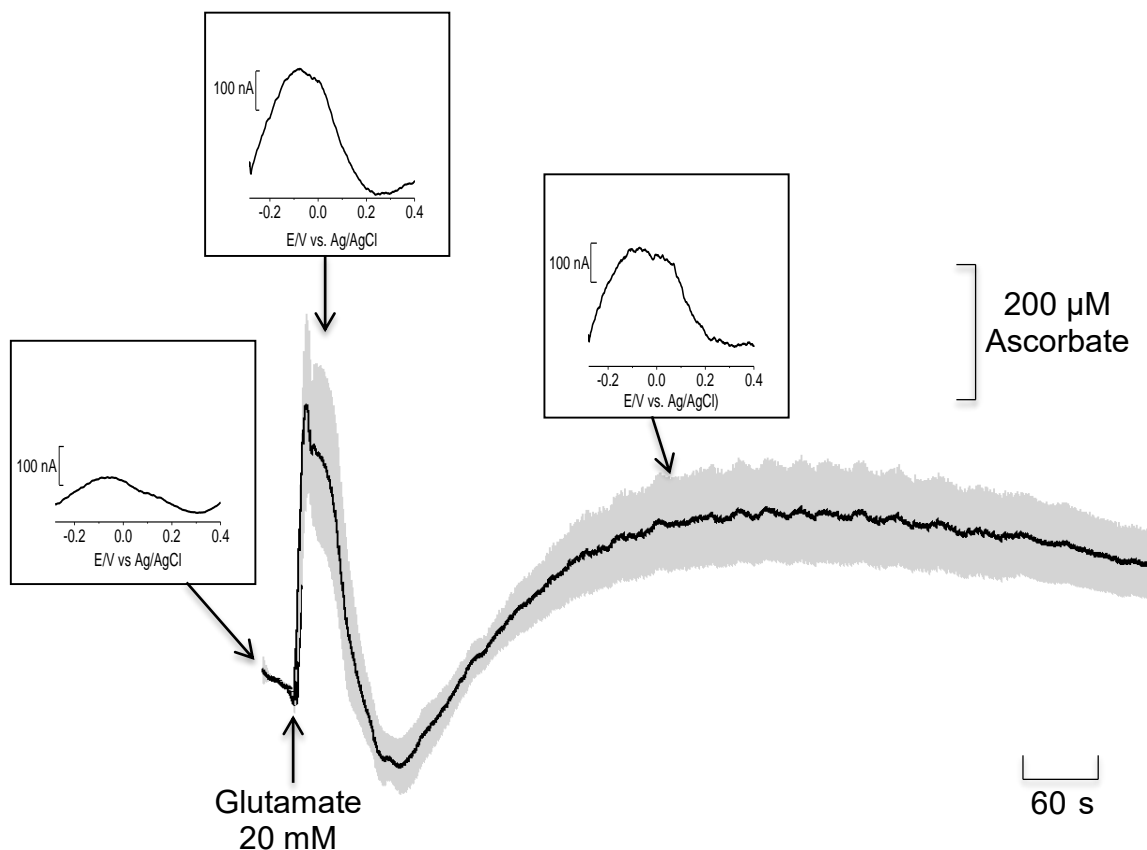 100 nA
-0.2 0.0 0.2 0.4
E/V vs. Ag/AgCl
100 nA
-0.2 0.0 0.2 0.4
E/V vs. Ag/AgCl)
200 µM
Ascorbate
100 nA
-0.2 0.0 0.2 0.4
E/V vs Ag/AgCl
Glutamate
20 mM
60 s